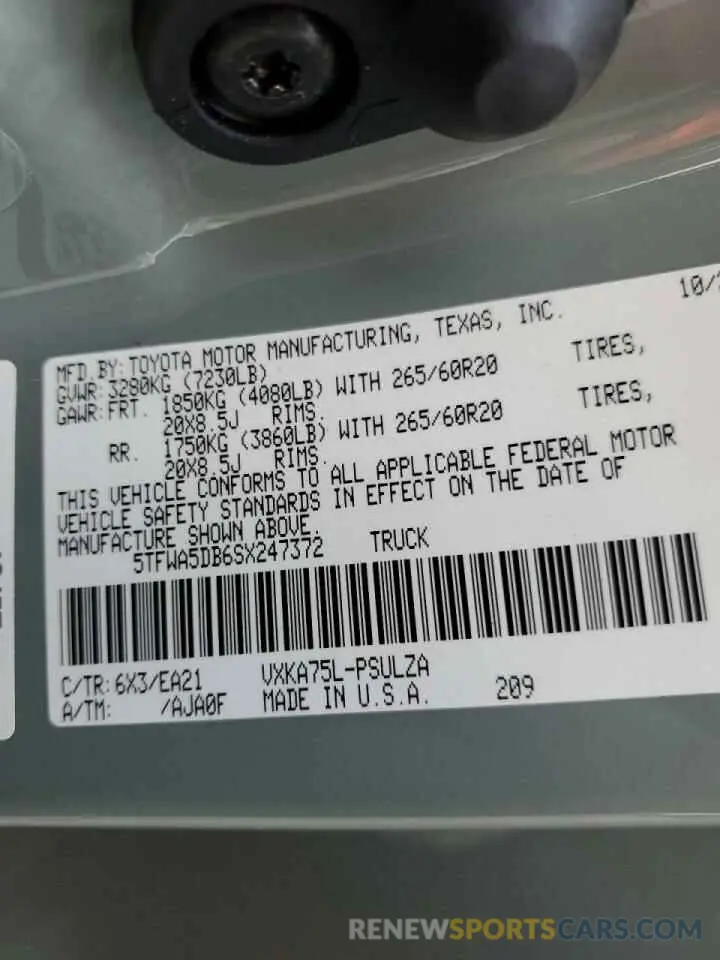 10/
MFD.BY:TOYOTA MOTOR MANUFACTURING, TEXAS, INC.
GVWR:3280KG (7230LB)
GAWR:FRT. 1850KG (4080LB) WITH 265/60R20 TIRES,
20X8.5J RIMS.
RR. 1750KG (3860LB) WITH 265/60R20 TIRES,
20X8.5J RIMS.
THIS VEHICLE CONFORMS TO ALL APPLICABLE FEDERAL MOTOR
VEHICLE SAFETY STANDARDS IN EFFECT ON THE DATE OF
MANUFACTURE SHOWN ABOVE.
5TFWA5DB6SX247372 TRUCK
C/TR:6X3/EA21 VXKA75L-PSULZA
A/TM: /AJA0F MADE IN U.S.A. 209
RENEWSPORTSCARS.COM